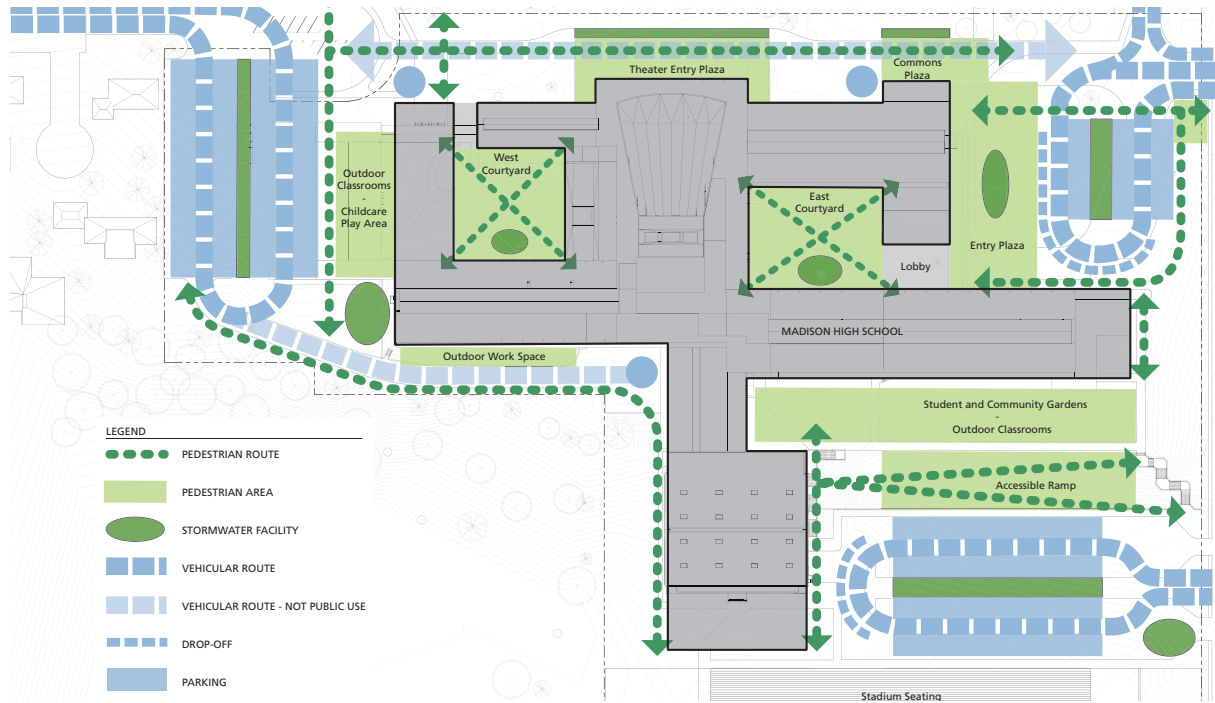 Theater Entry Plaza
Commons
Plaza
Outdoor
Classrooms
-
Childcare
Play Area
West
Courtyard
East
Courtyard
Entry Plaza
Lobby
MADISON HIGH SCHOOL
Outdoor Work Space
Student and Community Gardens
-
Outdoor Classrooms
Accessible Ramp
LEGEND
PEDESTRIAN ROUTE
PEDESTRIAN AREA
STORMWATER FACILITY
VEHICULAR ROUTE
VEHICULAR ROUTE - NOT PUBLIC USE
DROP-OFF
PARKING
Stadium Seating